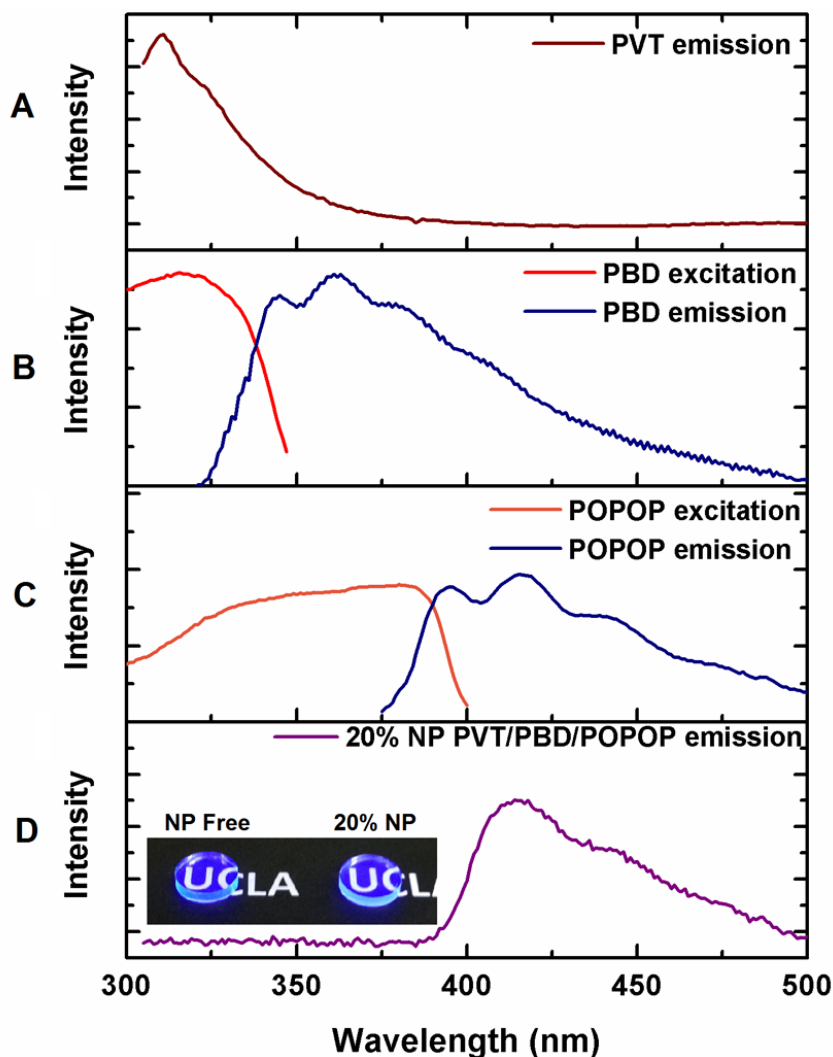 A
Intensity
PVT emission
B
Intensity
PBD excitation
PBD emission
C
Intensity
POPOP excitation
POPOP emission
D
Intensity
20% NP PVT/PBD/POPOP emission
NP Free
20% NP
UCLA
UCLA
300
350
400
450
500
Wavelength (nm)